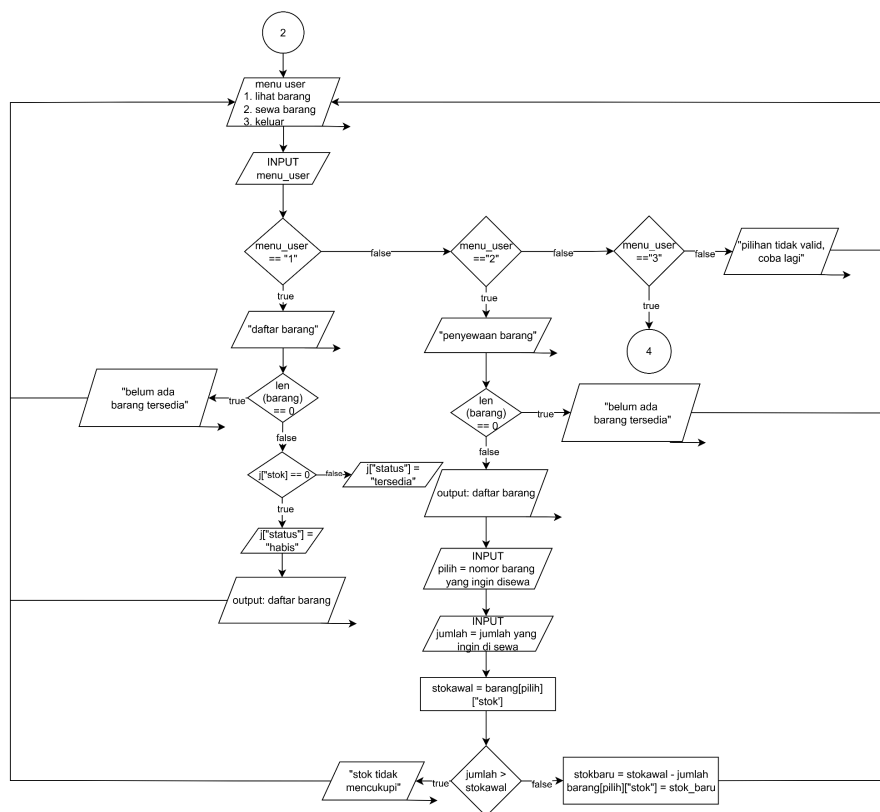 2
menu user
1. lihat barang
2. sewa barang
3. keluar
INPUT
menu_user
menu_user
== "1"
false
menu_user
=="2"
false
menu_user
=="3"
false
"pilihan tidak valid,
coba lagi"
true
true
true
"daftar barang"
"penyewaan barang"
4
len
(barang)
== 0
true
"belum ada
barang tersedia"
false
len
(barang)
== 0
true
"belum ada
barang tersedia"
false
j["stok] == 0
false
j["status"] =
"tersedia"
true
j["status"] =
"habis"
output: daftar barang
output: daftar barang
INPUT
pilih = nomor barang
yang ingin disewa
INPUT
jumlah = jumlah yang
ingin di sewa
stokawal = barang[pilih]
["stok']
jumlah >
stokawal
true
"stok tidak
mencukupi"
false
stokbaru = stokawal - jumlah
barang[pilih]["stok"] = stok_baru